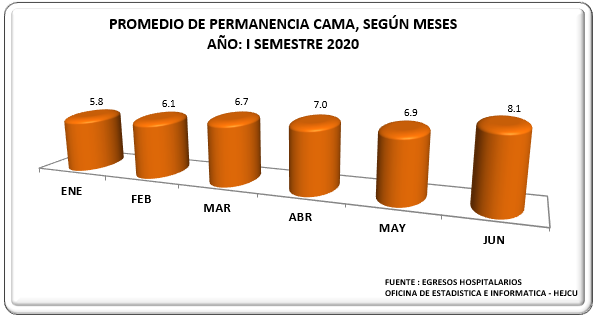 PROMEDIO DE PERMANENCIA CAMA, SEGÚN MESES
AÑO: I SEMESTRE 2020
5.8
6.1
6.7
7.0
6.9
8.1
ENE
FEB
MAR
ABR
MAY
JUN
FUENTE : EGRESOS HOSPITALARIOS
OFICINA DE ESTADISTICA E INFORMATICA - HEJCU